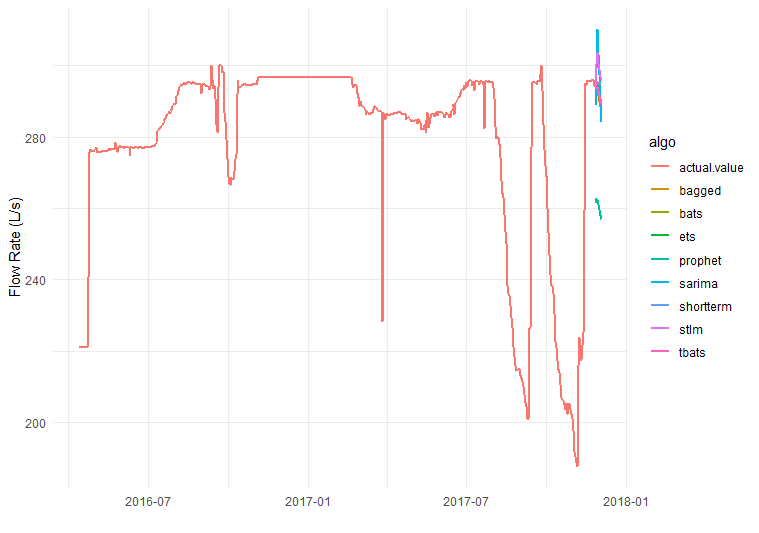 Flow Rate (L/s)
280
240
200
2016-07
2017-01
2017-07
2018-01
algo
actual.value
bagged
bats
ets
prophet
sarima
shortterm
stlm
tbats